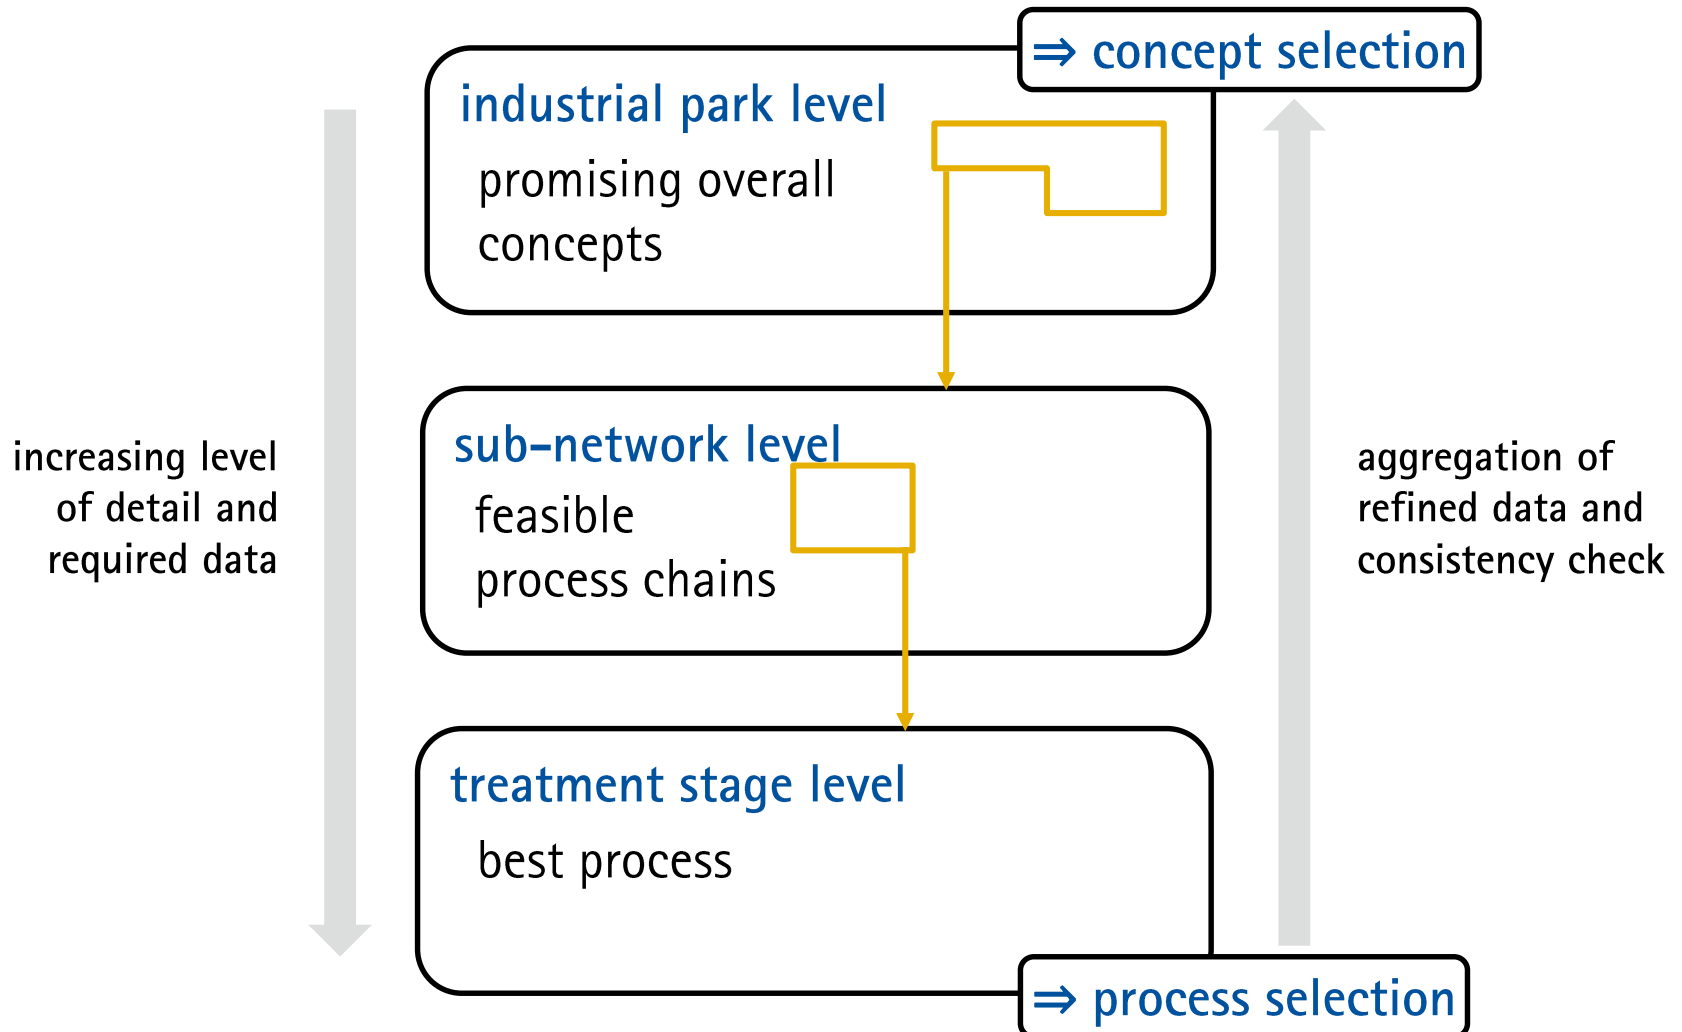 ⇒ concept selection
industrial park level
promising overall
concepts
increasing level
of detail and
required data
sub-network level
feasible
process chains
aggregation of
refined data and
consistency check
treatment stage level
best process
⇒ process selection